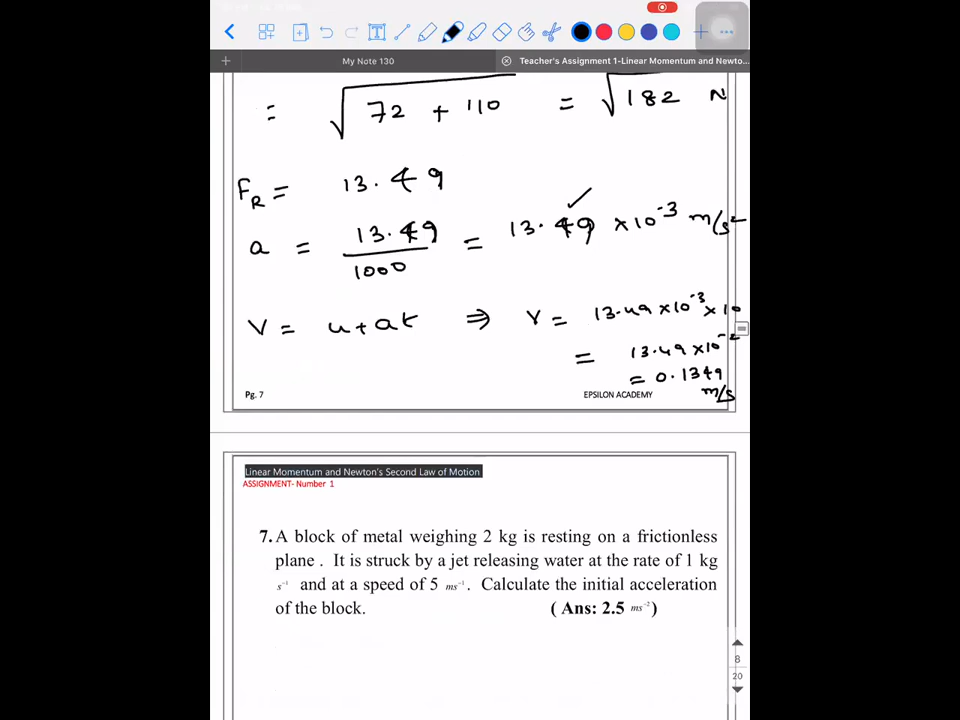 My Note 130
Teacher's Assignment 1-Linear Momentum and Newto...
= √72 + 110 = √182 N
F_R = 13.49
a = 13.49/1000 = 13.49 × 10⁻³ m/s²
V = u + at ⇒ V = 13.49 × 10⁻³ × 10
= 13.49 × 10⁻²
= 0.1349
m/s
Pg. 7 EPSILON ACADEMY
Linear Momentum and Newton's Second Law of Motion
ASSIGNMENT- Number 1
7. A block of metal weighing 2 kg is resting on a frictionless
plane . It is struck by a jet releasing water at the rate of 1 kg
s⁻¹ and at a speed of 5 ms⁻¹. Calculate the initial acceleration
of the block. ( Ans: 2.5 ms⁻²)
8
20